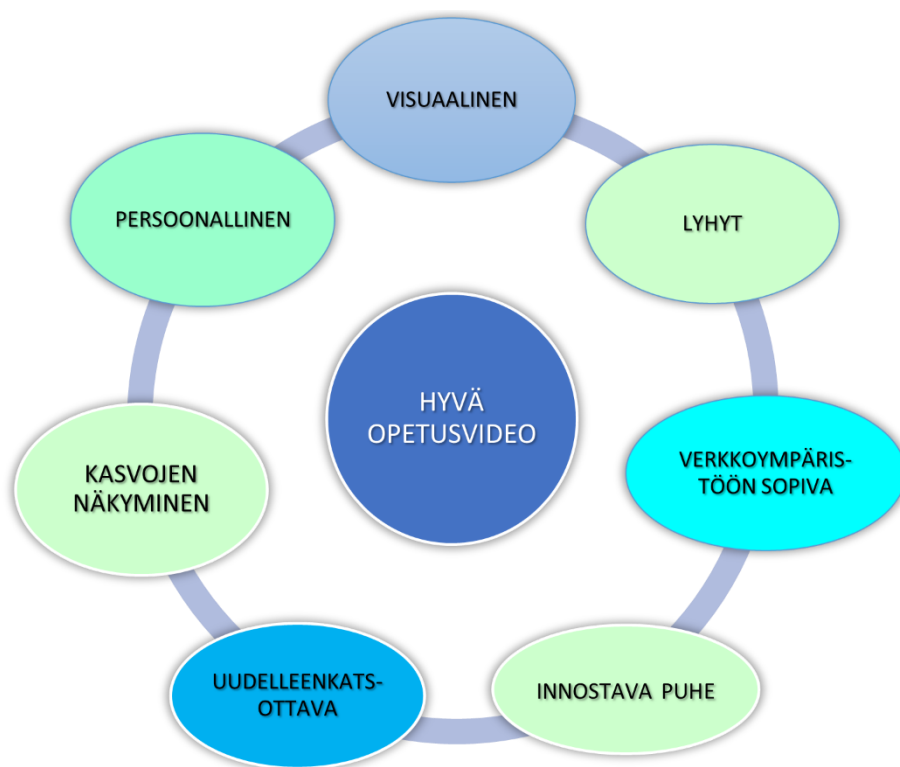 VISUAALINEN
LYHYT
VERKKOYMPÄRIS-
TÖÖN SOPIVA
INNOSTAVA PUHE
UUDELLEENKATS-
OTTAVA
KASVOJEN
NÄKYMINEN
PERSOONALLINEN
HYVÄ
OPETUSVIDEO